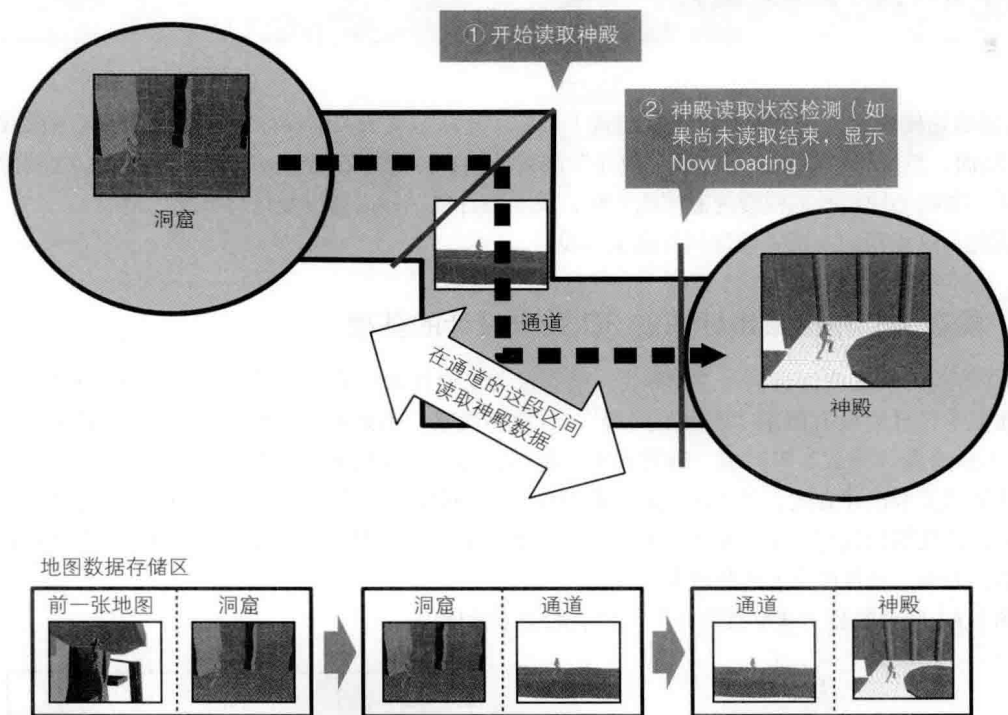 ① 开始读取神殿
② 神殿读取状态检测（如
果尚未读取结束，显示
Now Loading）
洞窟
通道
在通道的这段区间
读取神殿数据
神殿
地图数据存储区
前一张地图
洞窟
洞窟
通道
通道
神殿